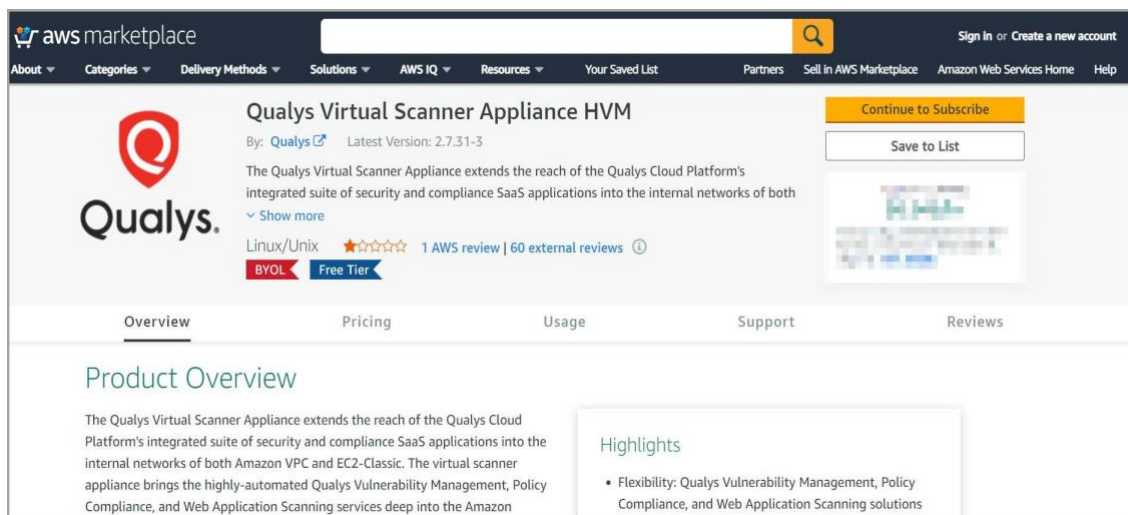 aws marketplace
Sign in or Create a new account
About Categories Delivery Methods Solutions AWS IQ Resources Your Saved List Partners Sell in AWS Marketplace Amazon Web Services Home Help
Qualys.
Qualys Virtual Scanner Appliance HVM
By: Qualys Latest Version: 2.7.31-3
The Qualys Virtual Scanner Appliance extends the reach of the Qualys Cloud Platform's
integrated suite of security and compliance SaaS applications into the internal networks of both
Show more
Linux/Unix 1 AWS review | 60 external reviews
BYOL Free Tier
Continue to Subscribe
Save to List
Overview Pricing Usage Support Reviews
Product Overview
The Qualys Virtual Scanner Appliance extends the reach of the Qualys Cloud
Platform's integrated suite of security and compliance SaaS applications into the
internal networks of both Amazon VPC and EC2-Classic. The virtual scanner
appliance brings the highly-automated Qualys Vulnerability Management, Policy
Compliance, and Web Application Scanning services deep into the Amazon
Highlights
• Flexibility: Qualys Vulnerability Management, Policy
Compliance, and Web Application Scanning solutions